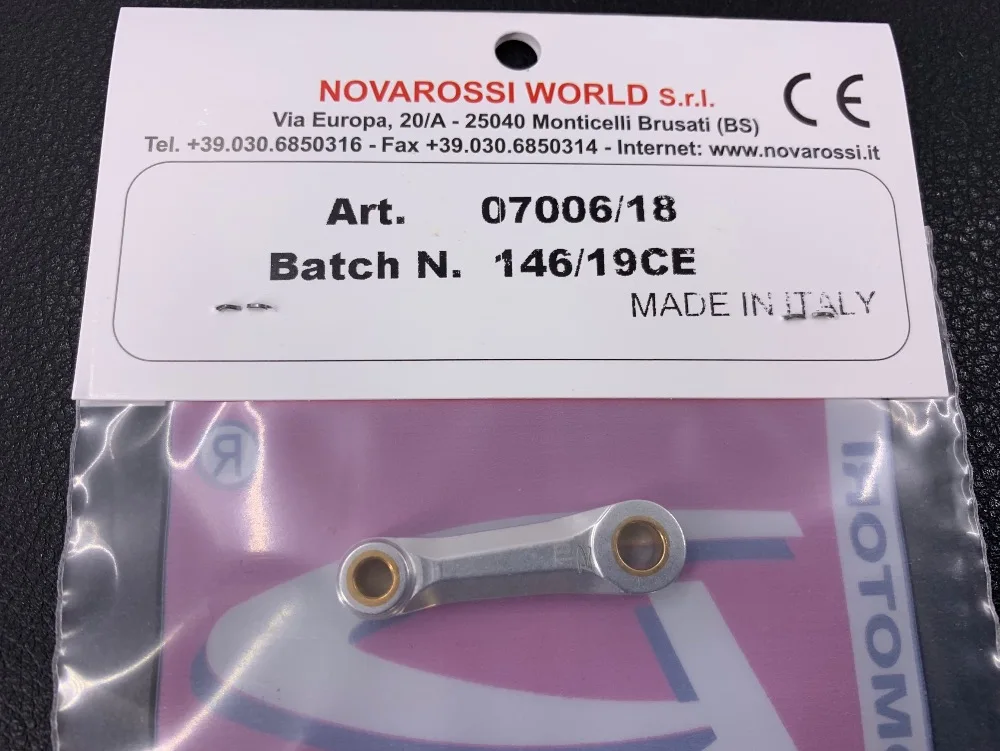 NOVAROSSI WORLD S.r.l.
CE
Via Europa, 20/A - 25040 Monticelli Brusati (BS)
Tel. +39.030.6850316 - Fax +39.030.6850314 - Internet: www.novarossi.it
Art. 07006/18
Batch N. 146/19CE
MADE IN ITALY
®
MOTORI